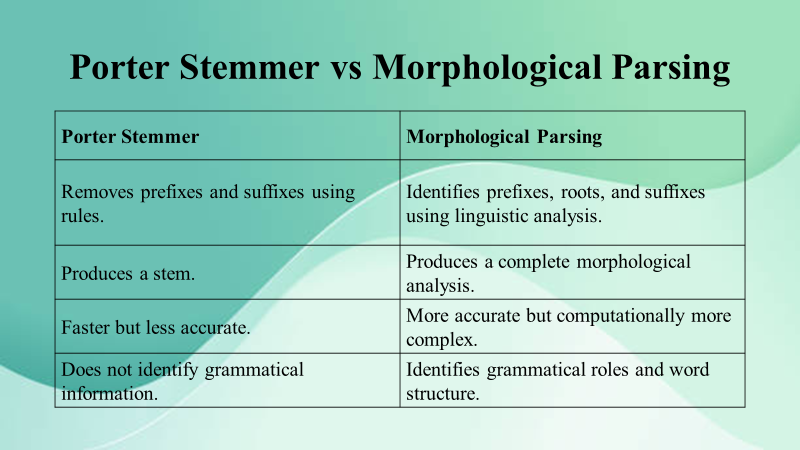 Porter Stemmer vs Morphological Parsing
Porter Stemmer
Morphological Parsing
Removes prefixes and suffixes using
rules.
Identifies prefixes, roots, and suffixes
using linguistic analysis.
Produces a stem.
Produces a complete morphological
analysis.
Faster but less accurate.
More accurate but computationally more
complex.
Does not identify grammatical
information.
Identifies grammatical roles and word
structure.